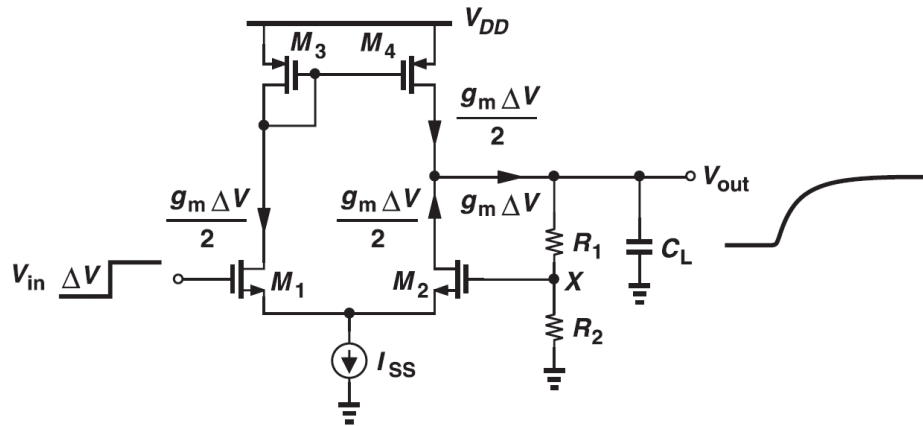 V_DD
M_3
M_4
g_m ΔV
2
g_m ΔV
2
g_m ΔV
2
g_m ΔV
V_out
R_1
C_L
V_in ΔV
M_1
M_2
X
R_2
I_SS